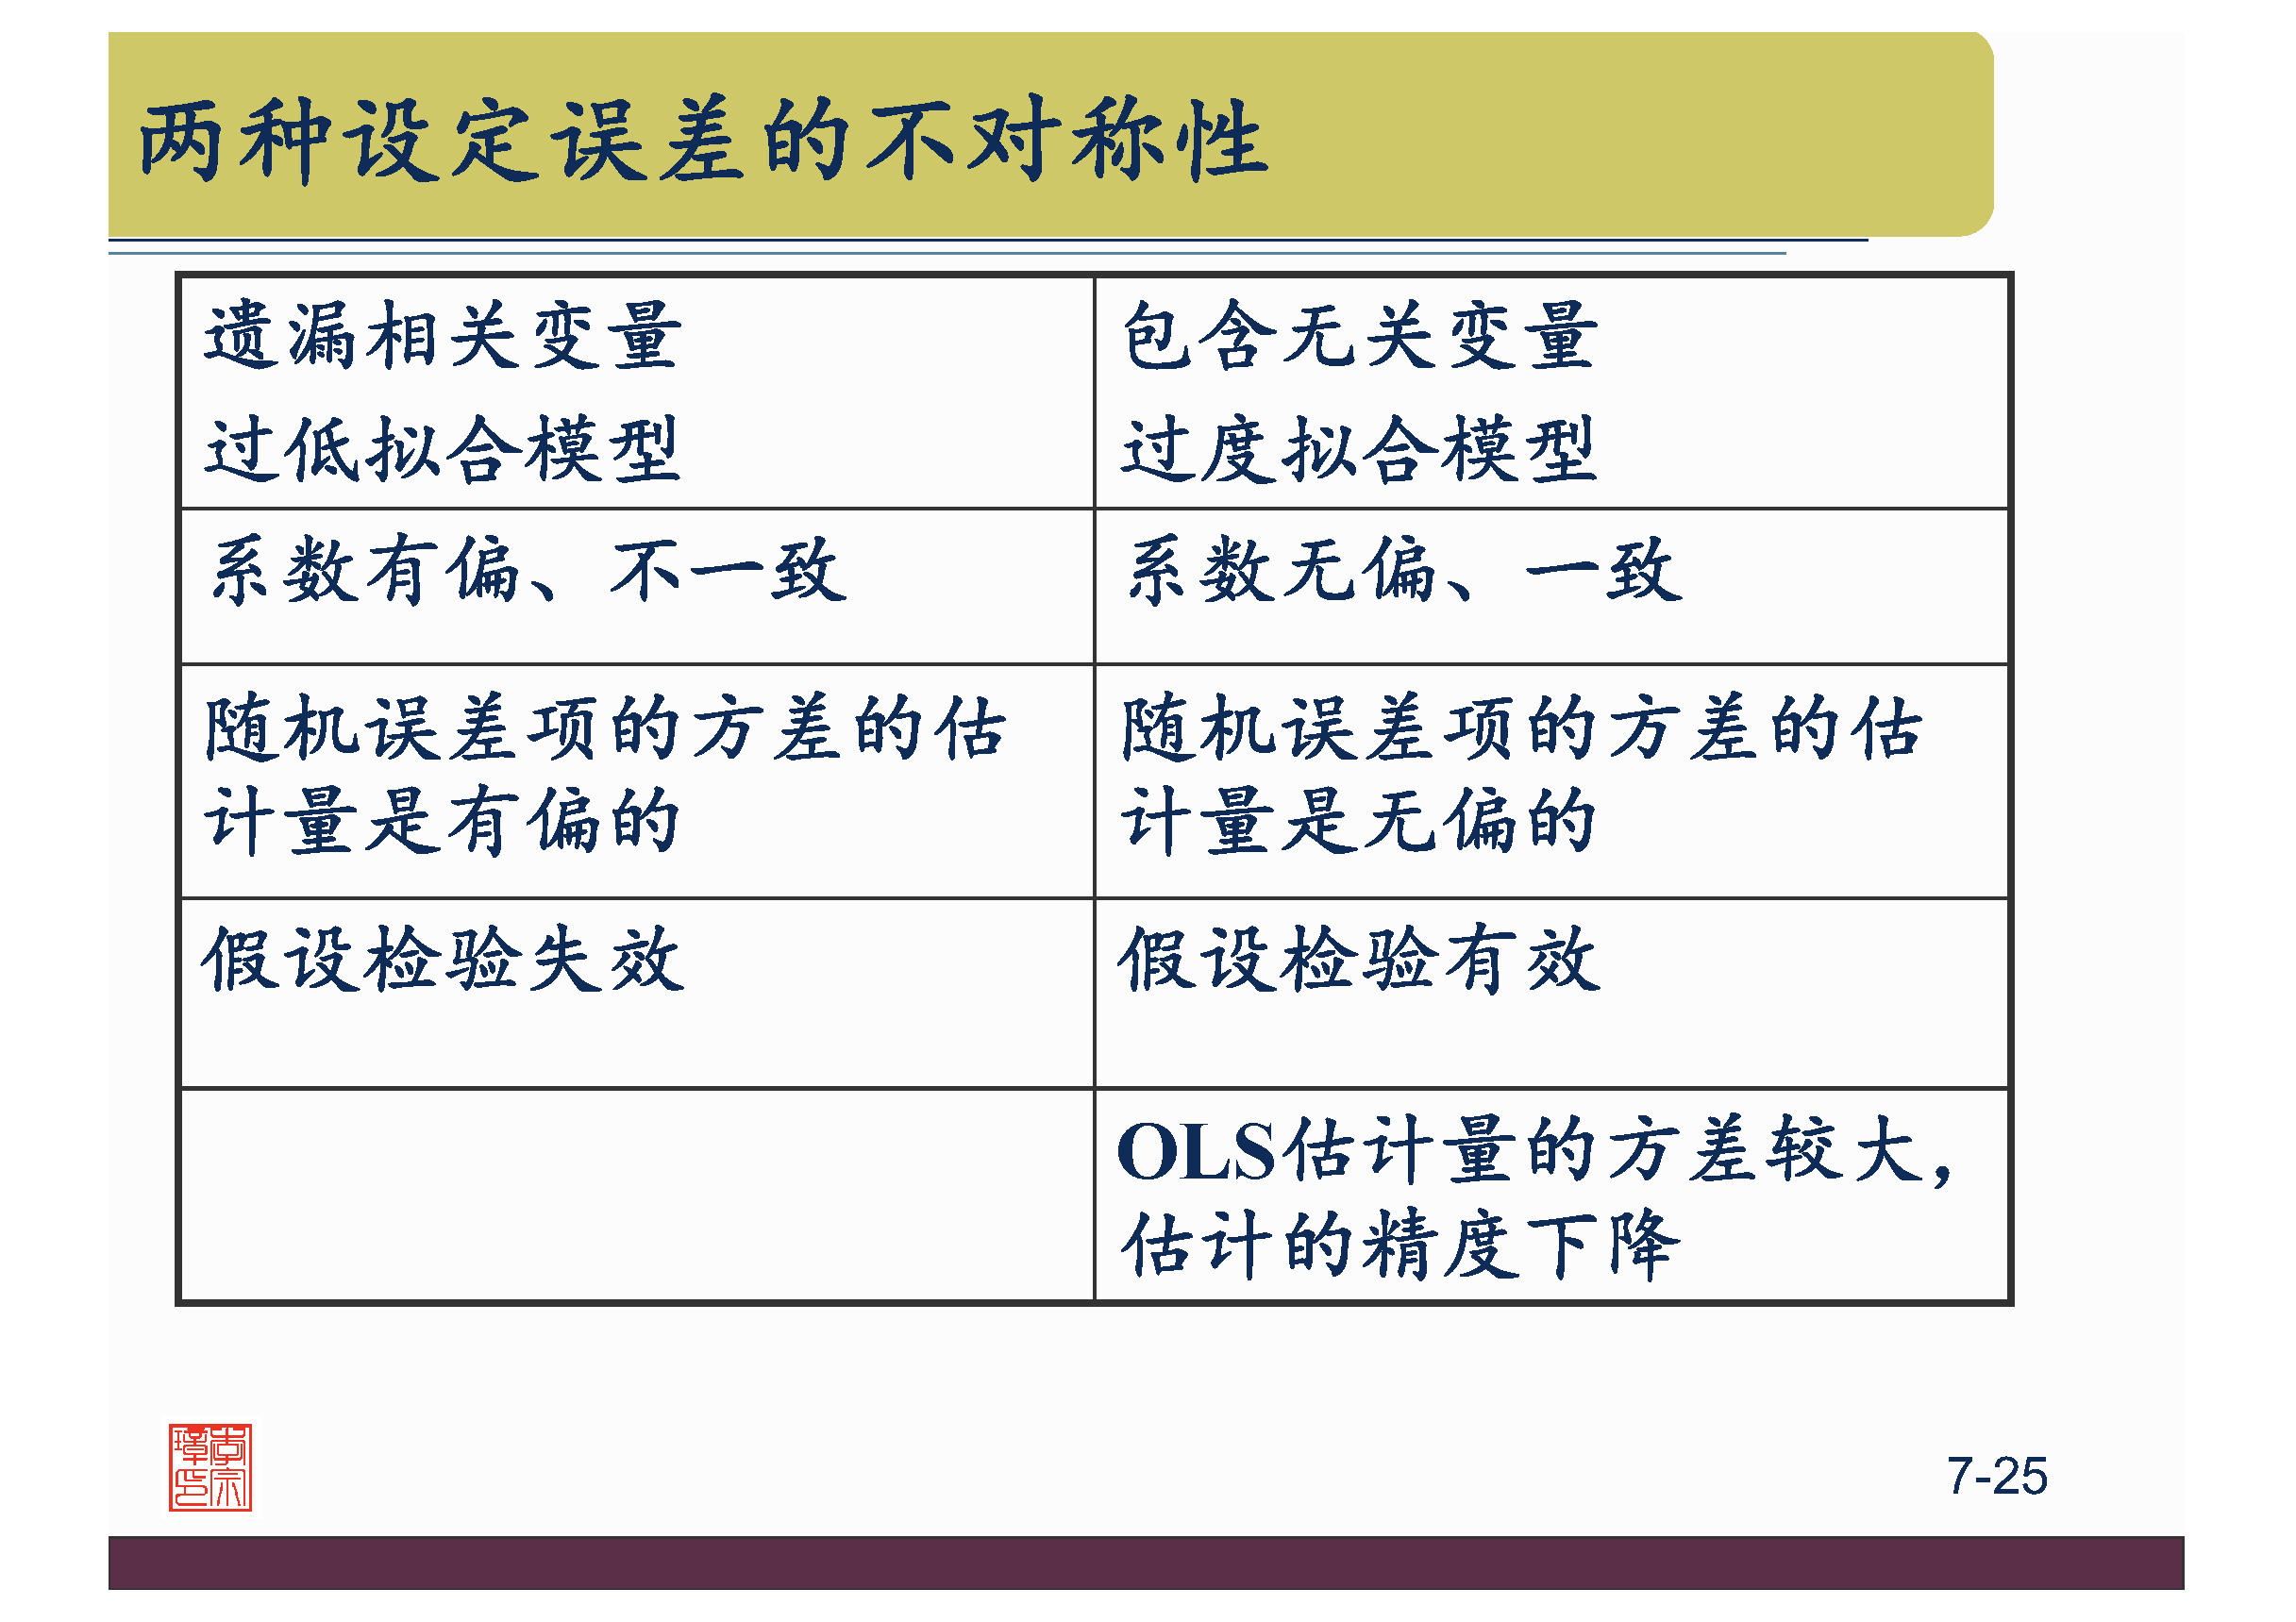 两种设定误差的不对称性
遗漏相关变量
过低拟合模型
包含无关变量
过度拟合模型
系数有偏、不一致
系数无偏、一致
随机误差项的方差的估
计量是有偏的
随机误差项的方差的估
计量是无偏的
假设检验失效
假设检验有效
OLS估计量的方差较大,
估计的精度下降
李宗
璋印
7-25